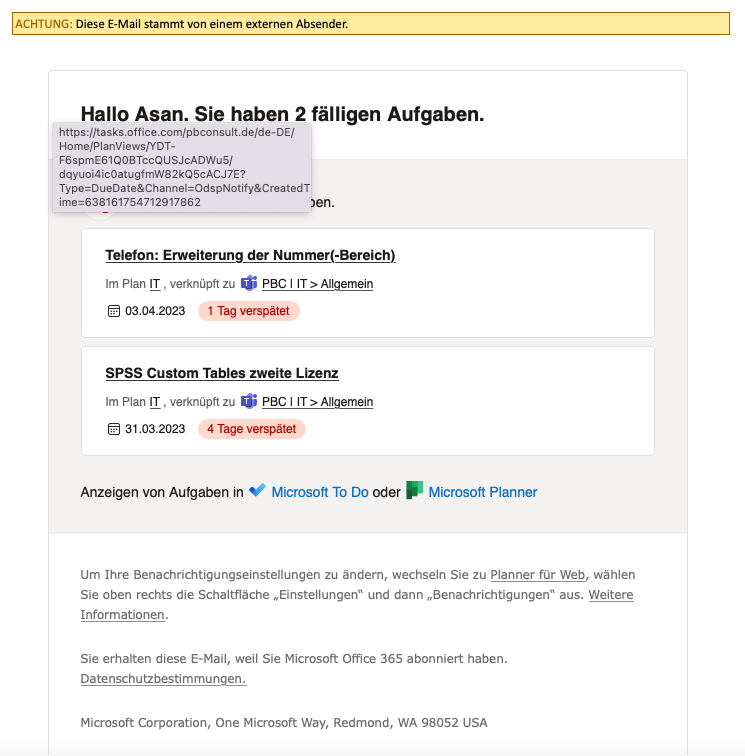 ACHTUNG: Diese E-Mail stammt von einem externen Absender.
Hallo Asan. Sie haben 2 fälligen Aufgaben.
https://tasks.office.com/pbconsult.de/de-DE/
Home/PlanViews/YDT-
F6spmE61Q0BTccQUSJcADWu5/
dqyuoi4ic0atugfmW82kQ5cACJ7E?
Type=DueDate&Channel=OdspNotify&CreatedT
ime=638161754712917862
Telefon: Erweiterung der Nummer(-Bereich)
Im Plan IT , verknüpft zu PBC | IT > Allgemein
03.04.2023 1 Tag verspätet
SPSS Custom Tables zweite Lizenz
Im Plan IT , verknüpft zu PBC | IT > Allgemein
31.03.2023 4 Tage verspätet
Anzeigen von Aufgaben in Microsoft To Do oder Microsoft Planner
Um Ihre Benachrichtigungseinstellungen zu ändern, wechseln Sie zu Planner für Web, wählen
Sie oben rechts die Schaltfläche „Einstellungen“ und dann „Benachrichtigungen“ aus. Weitere
Informationen.
Sie erhalten diese E-Mail, weil Sie Microsoft Office 365 abonniert haben.
Datenschutzbestimmungen.
Microsoft Corporation, One Microsoft Way, Redmond, WA 98052 USA